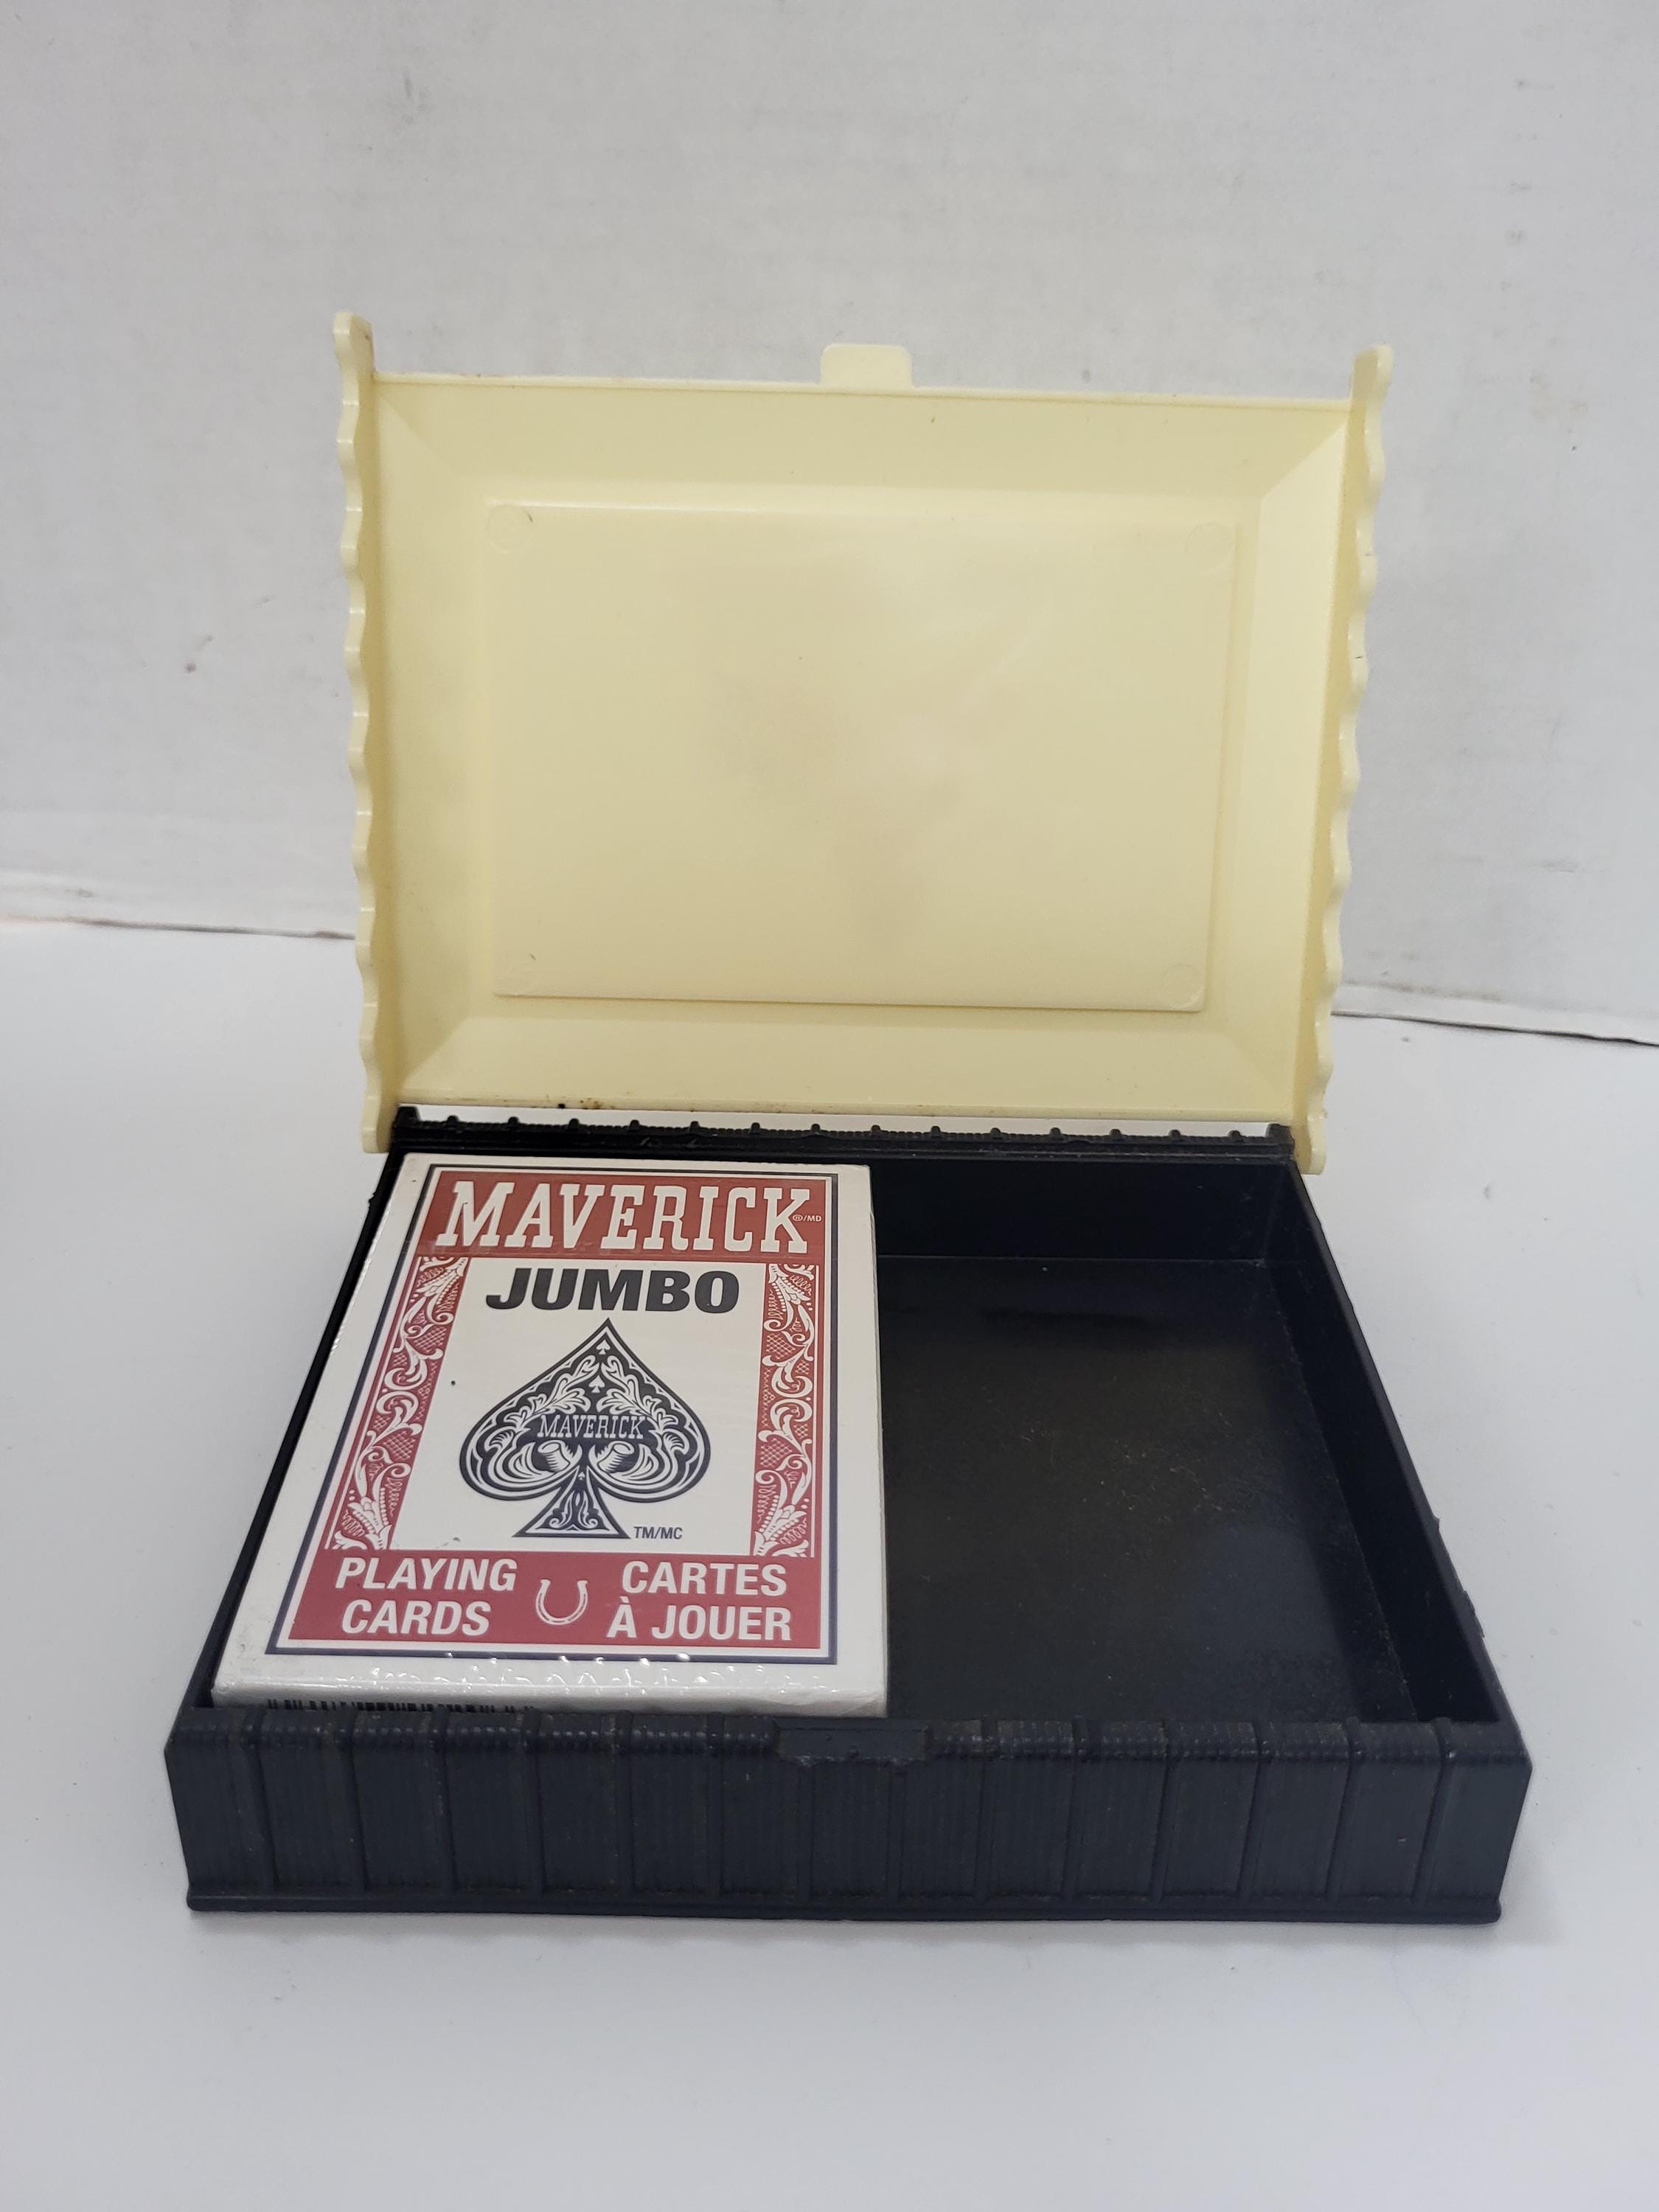 MAVERICK ®/MD
JUMBO
MAVERICK
TM/MC
PLAYING CARDS
CARTES À JOUER